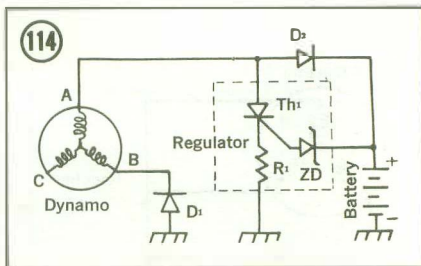 114
D2
A
Th1
Regulator
B
R1
ZD
C
Dynamo
D1
Battery
+
-